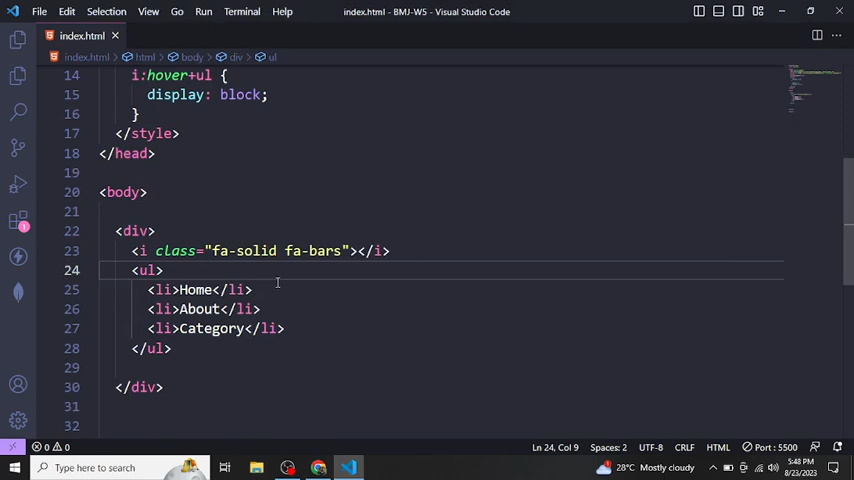 File Edit Selection View Go Run Terminal Help index.html - BMJ-W5 - Visual Studio Code
index.html
index.html html body div ul
14 i:hover+ul {
15 display: block;
16 }
17 </style>
18 </head>
19
20 <body>
21
22 <div>
23 <i class="fa-solid fa-bars"></i>
24 <ul>
25 <li>Home</li>
26 <li>About</li>
27 <li>Category</li>
28 </ul>
29
30 </div>
31
32
1
0 0 Ln 24, Col 9 Spaces: 2 UTF-8 CRLF HTML Port : 5500
Type here to search 28°C Mostly cloudy 5:48 PM
8/23/2023